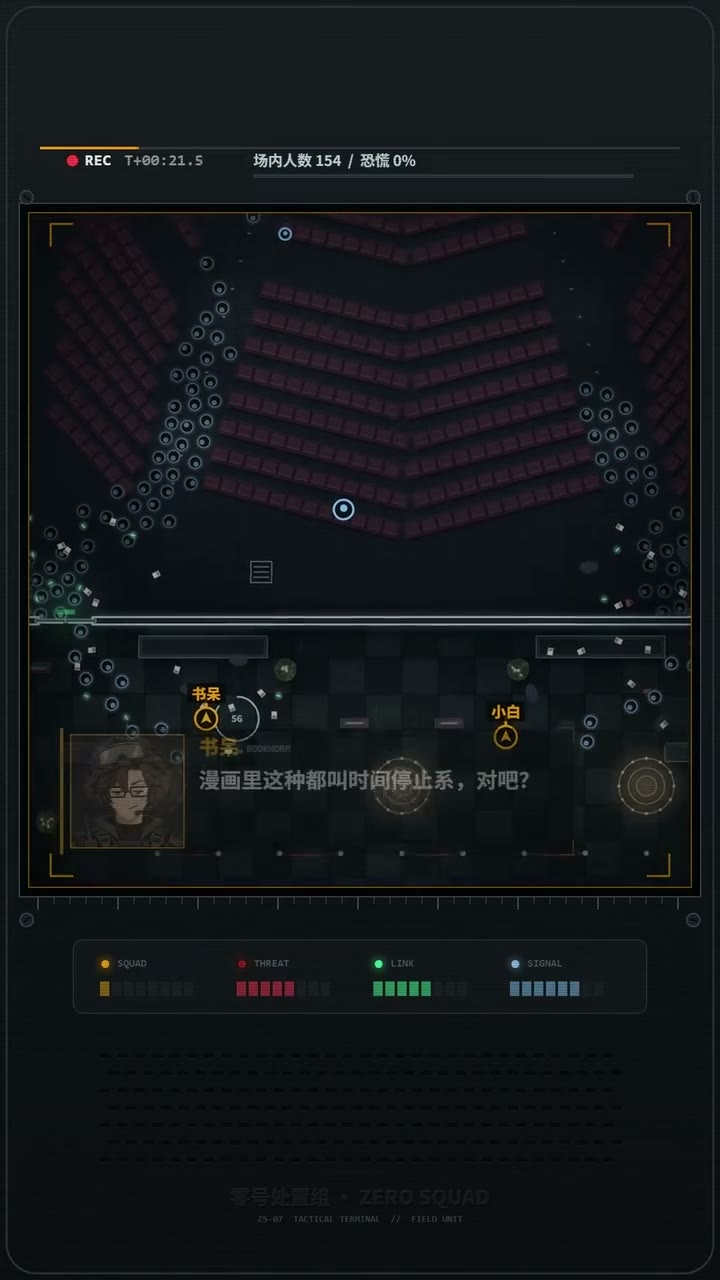 REC T+00:21.5 场内人数 154 / 恐慌 0%
书呆
56
小白
书呆 BOOKWORM
漫画里这种都叫时间停止系，对吧？
SQUAD THREAT LINK SIGNAL
零号处置组 · ZERO SQUAD
ZS-07 TACTICAL TERMINAL // FIELD UNIT